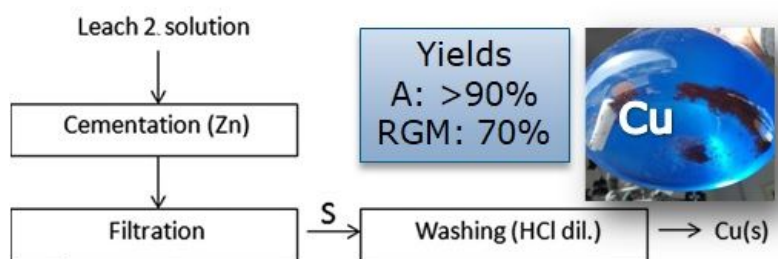 Leach 2. solution
Cementation (Zn)
Filtration
S
Washing (HCl dil.)
Cu(s)
Yields
A: >90%
RGM: 70%
Cu